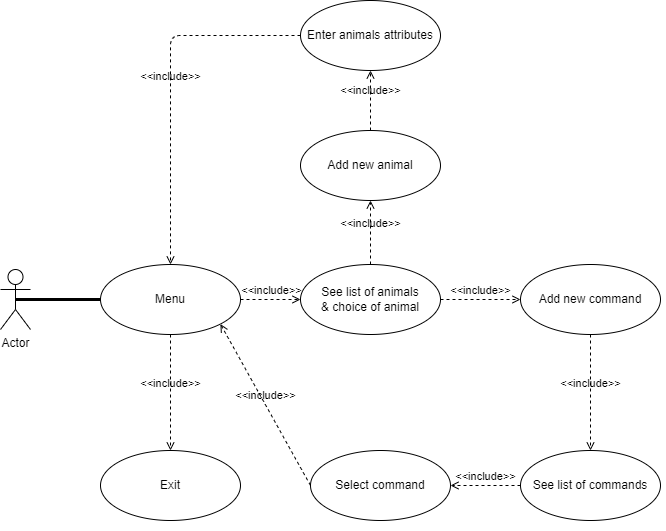 Enter animals attributes
<<include>>
<<include>>
Add new animal
<<include>>
Menu
<<include>>
See list of animals
& choice of animal
<<include>>
Add new command
Actor
<<include>>
<<include>>
<<include>>
Exit
Select command
<<include>>
See list of commands